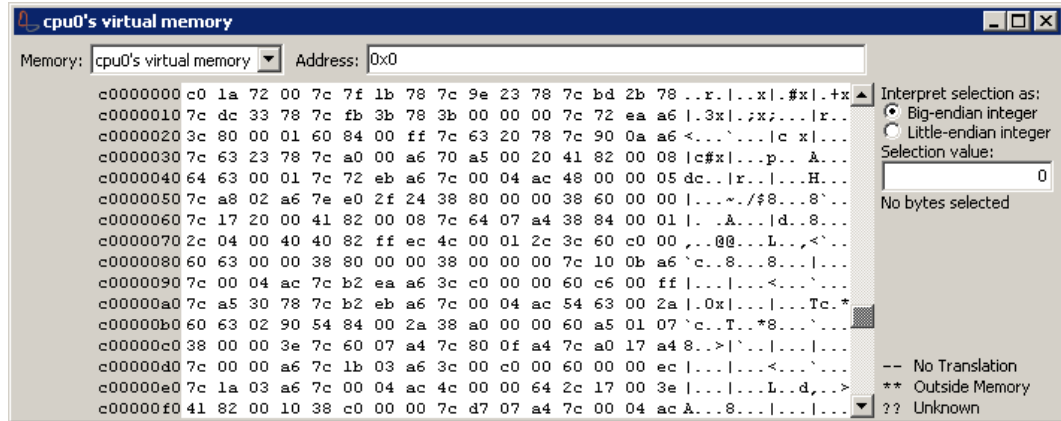 cpu0's virtual memory
Memory: cpu0's virtual memory Address: 0x0
c0000000 c0 1a 72 00 7c 7f 1b 78 7c 9e 23 78 7c bd 2b 78 ..r.|..x|.#x|.+x
c0000010 7c dc 33 78 7c fb 3b 78 3b 00 00 00 7c 72 ea a6 |.3x|.;x;...|r..
c0000020 3c 80 00 01 60 84 00 ff 7c 63 20 78 7c 90 0a a6 <...`...|c x|...
c0000030 7c 63 23 78 7c a0 00 a6 70 a5 00 20 41 82 00 08 |c#x|...p.. A...
c0000040 64 63 00 01 7c 72 eb a6 7c 00 04 ac 48 00 00 05 dc..|r..|...H...
c0000050 7c a8 02 a6 7e e0 2f 24 38 80 00 00 38 60 00 00 |...~./$8...8`..
c0000060 7c 17 20 00 41 82 00 08 7c 64 07 a4 38 84 00 01 |. .A...|d..8...
c0000070 2c 04 00 40 40 82 ff ec 4c 00 01 2c 3c 60 c0 00 ,..@@...L..,<`..
c0000080 60 63 00 00 38 80 00 00 38 00 00 00 7c 10 0b a6 `c..8...8...|...
c0000090 7c 00 04 ac 7c b2 ea a6 3c c0 00 00 60 c6 00 ff |...|...<...`...
c00000a0 7c a5 30 78 7c b2 eb a6 7c 00 04 ac 54 63 00 2a |.0x|...|...Tc.*
c00000b0 60 63 02 90 54 84 00 2a 38 a0 00 00 60 a5 01 07 `c..T..*8...`...
c00000c0 38 00 00 3e 7c 60 07 a4 7c 80 0f a4 7c a0 17 a4 8..>|`..|...|...
c00000d0 7c 00 00 a6 7c 1b 03 a6 3c 00 c0 00 60 00 00 ec |...|...<...`...
c00000e0 7c 1a 03 a6 7c 00 04 ac 4c 00 00 64 2c 17 00 3e |...|...L..d,..>
c00000f0 41 82 00 10 38 c0 00 00 7c d7 07 a4 7c 00 04 ac A...8...|...|...
Interpret selection as:
Big-endian integer
Little-endian integer
Selection value:
0
No bytes selected
-- No Translation
** Outside Memory
?? Unknown